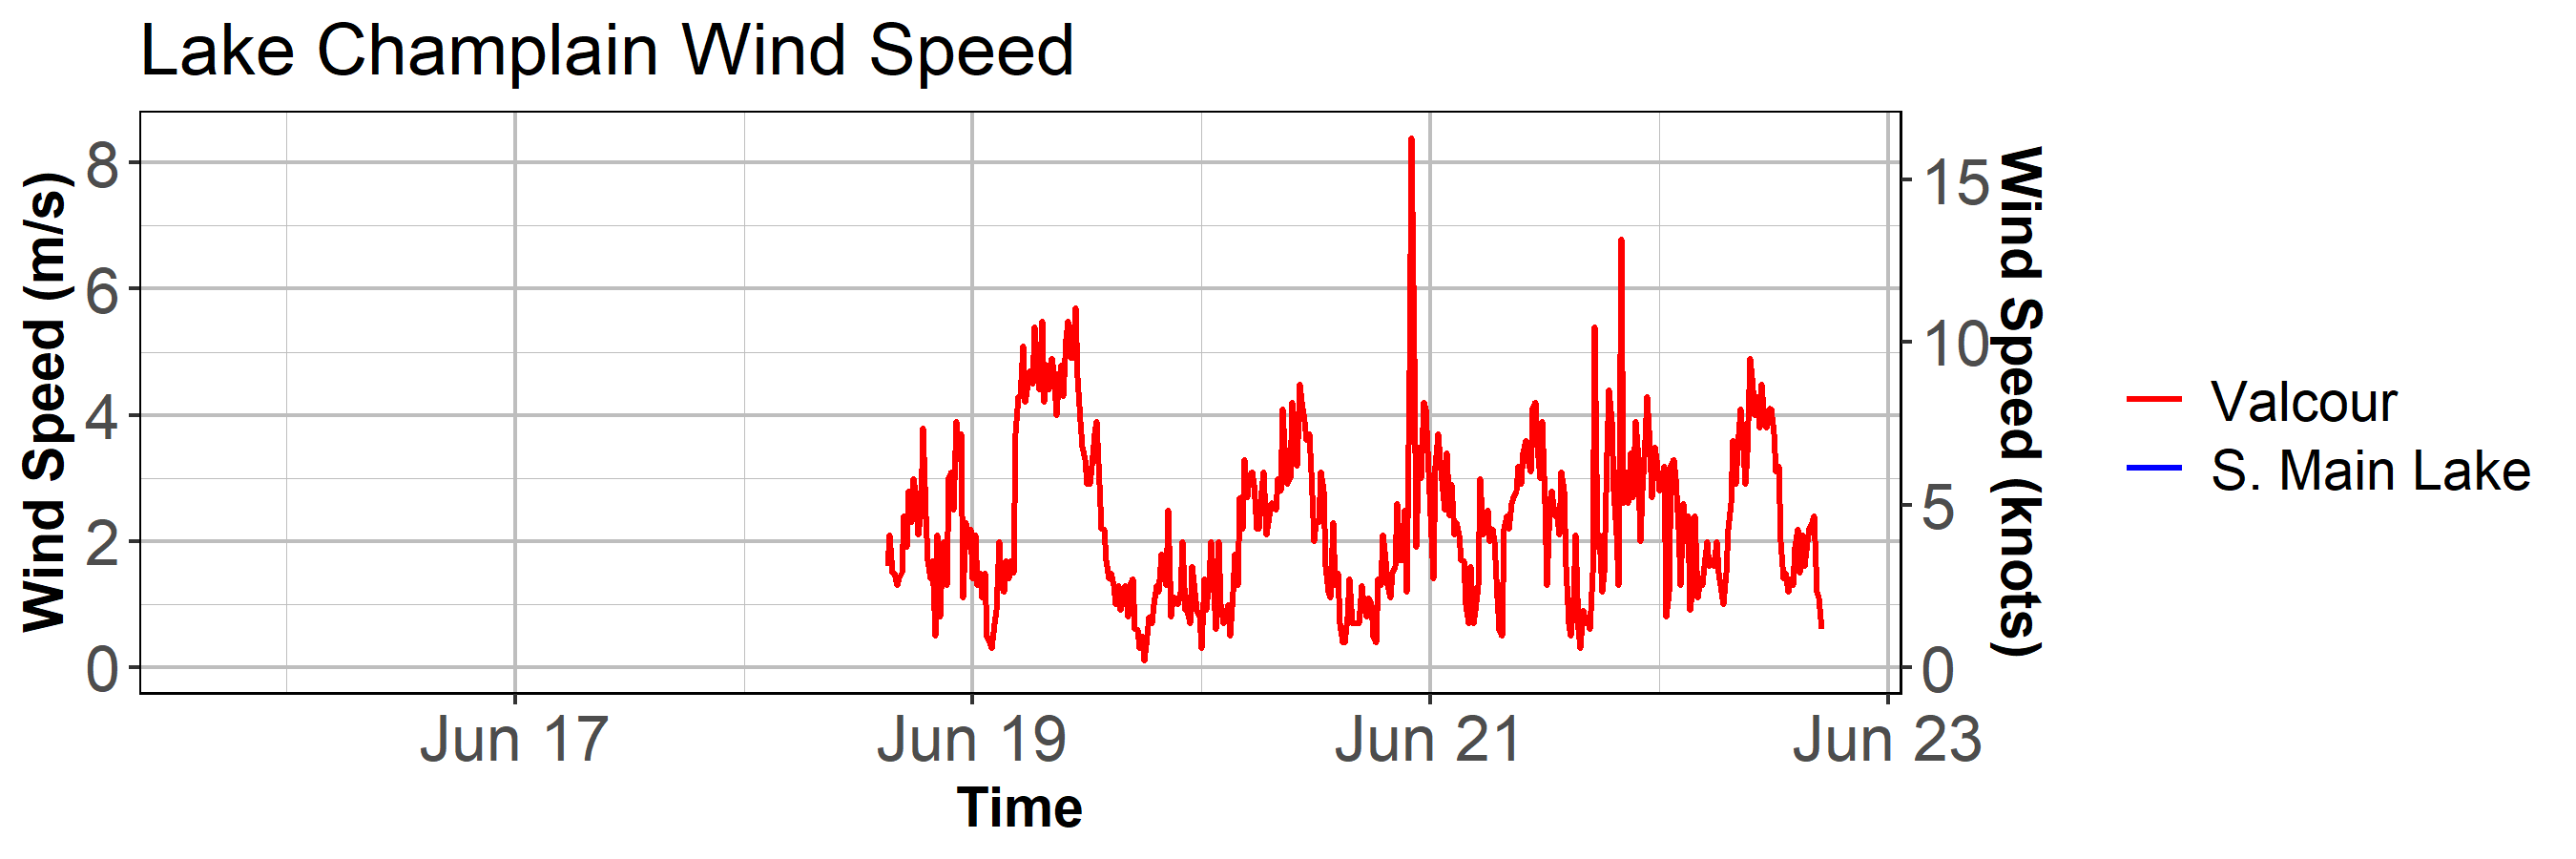 Lake Champlain Wind Speed
Wind Speed (m/s)
8
6
4
2
0
15
10
5
0
Wind Speed (knots)
Jun 17
Jun 19
Jun 21
Jun 23
Time
Valcour
S. Main Lake